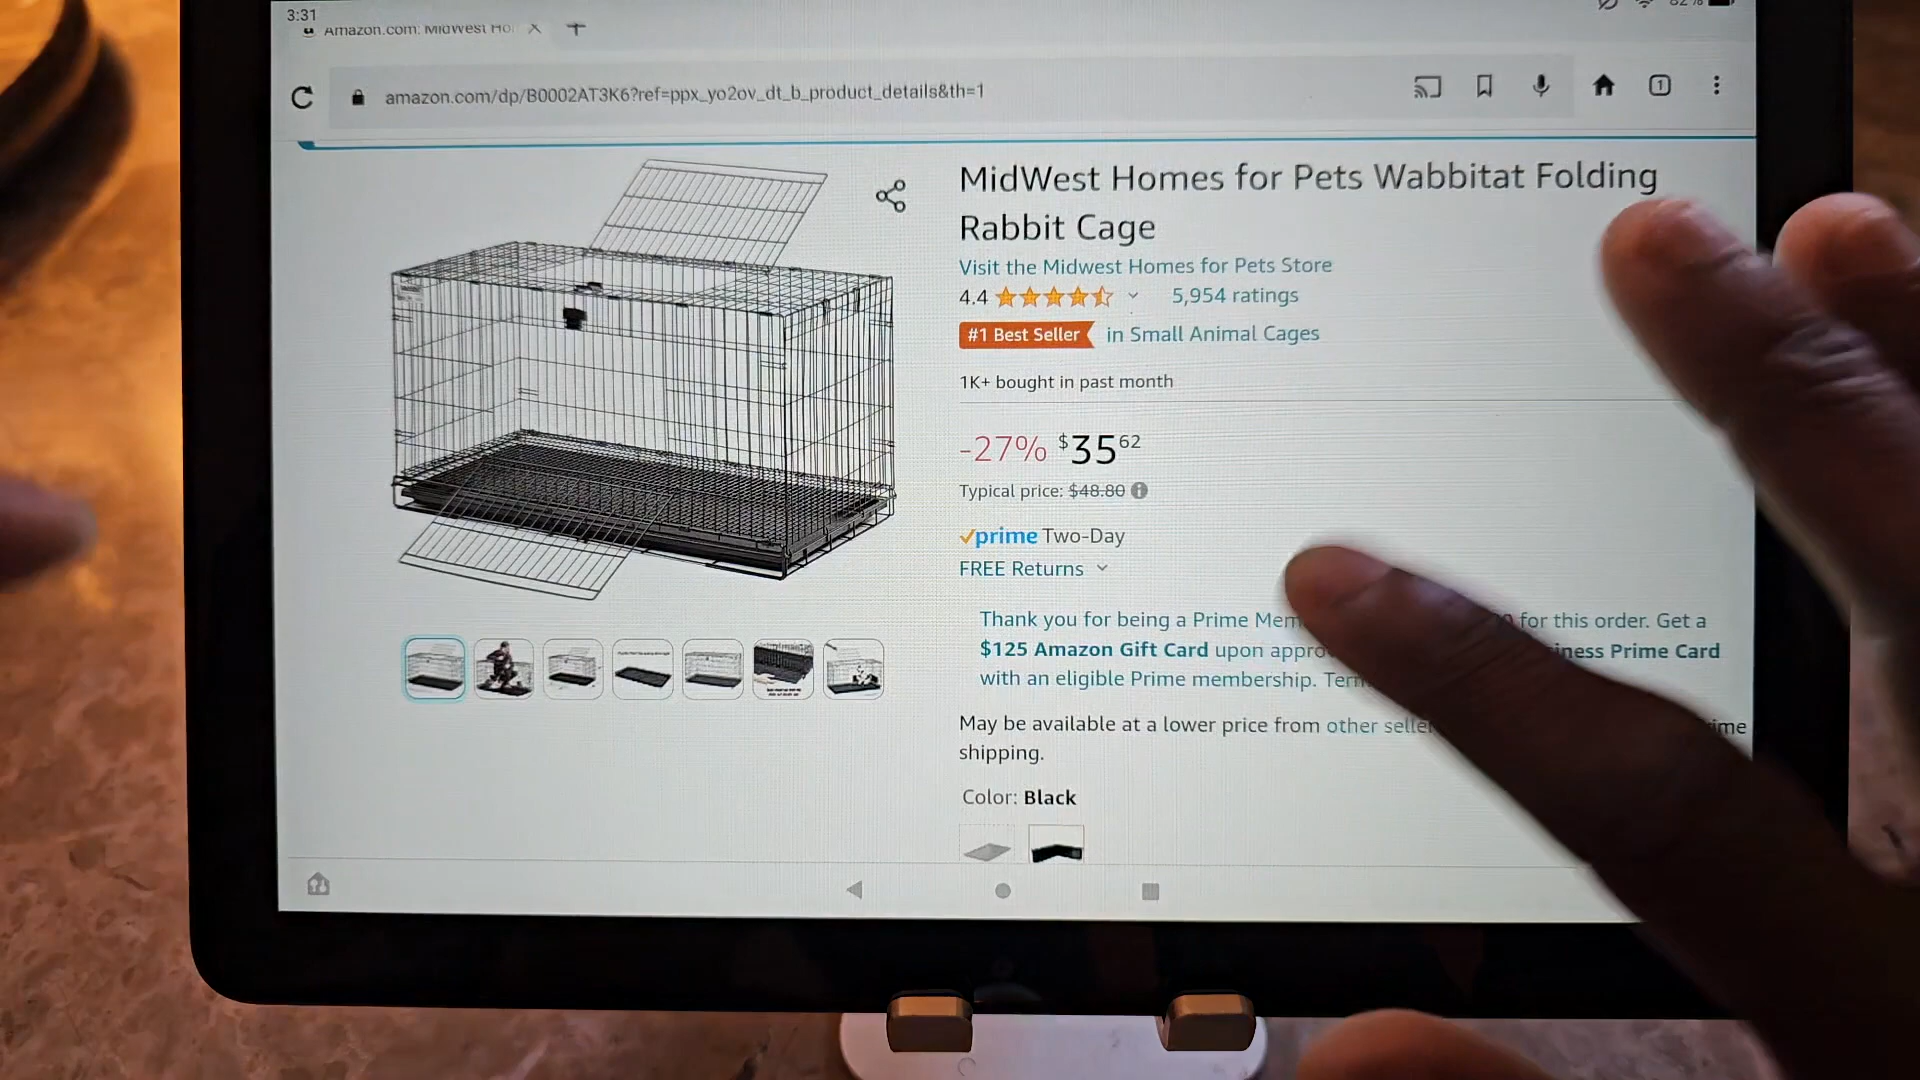 3:31
82%
Amazon.com: MidWest Ho
amazon.com/dp/B0002AT3K6?ref=ppx_yo2ov_dt_b_product_details&th=1
1
MidWest Homes for Pets Wabbitat Folding
Rabbit Cage
Visit the Midwest Homes for Pets Store
4.4
5,954 ratings
#1 Best Seller in Small Animal Cages
1K+ bought in past month
-27% $35 62
Typical price: $48.80
prime Two-Day
FREE Returns
Thank you for being a Prime Mem for this order. Get a
$125 Amazon Gift Card upon appro iness Prime Card
with an eligible Prime membership. Term
May be available at a lower price from other seller ime
shipping.
Color: Black